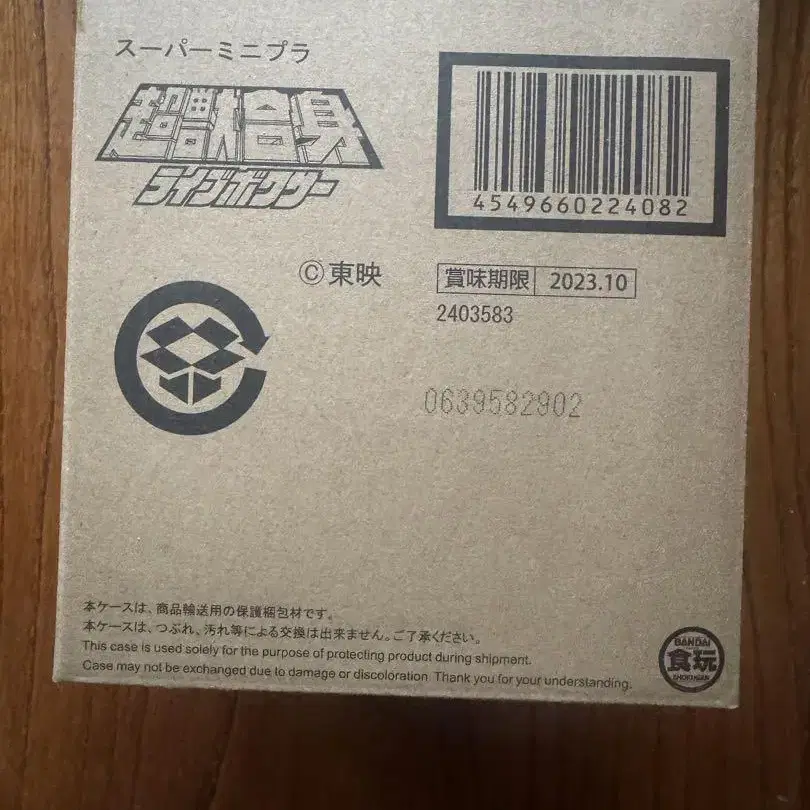 スーパーミニプラ
超獣合身
ライブボクサー
4549660224082
©東映
賞味期限 2023.10
2403583
0639582902
本ケースは、商品輸送用の保護梱包材です。
本ケースは、つぶれ、汚れ等による交換は出来ません。ご了承ください。
This case is used solely for the purpose of protecting product during shipment.
Case may not be exchanged due to damage or discoloration. Thank you for your understanding.
BANDAI
食玩
SHOKUGAN